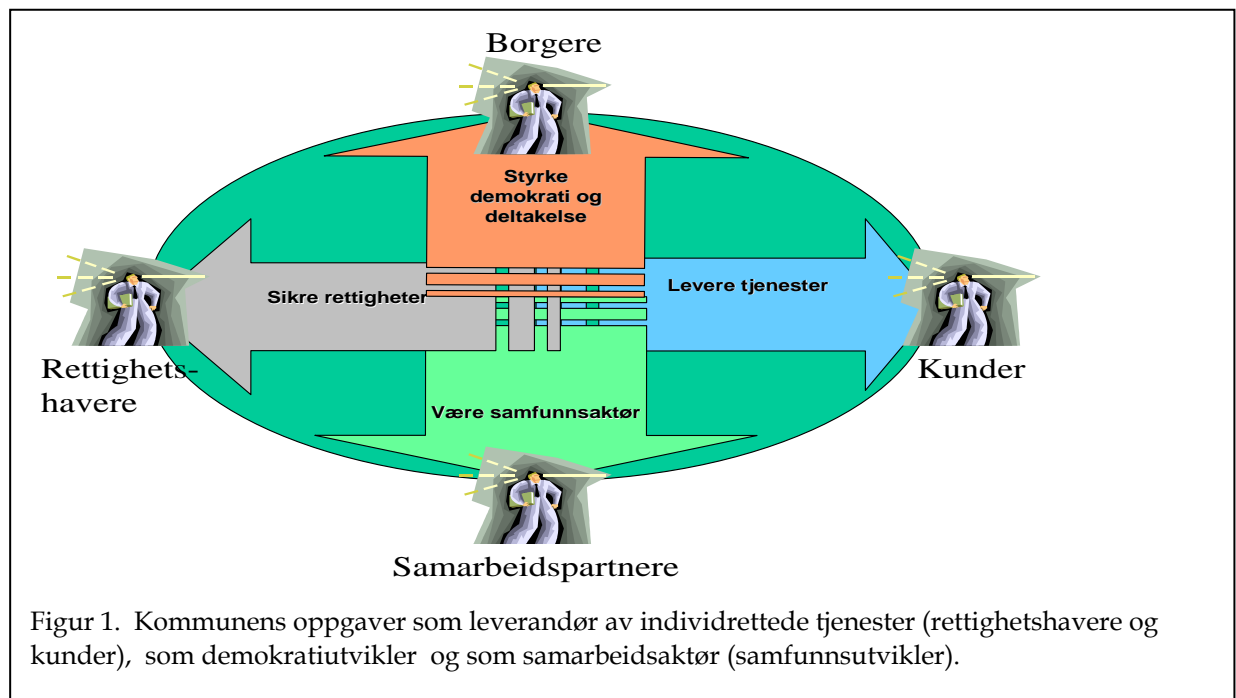 Borgere
Styrke
demokrati og
deltakelse
Sikre rettigheter
Levere tjenester
Rettighets-
havere
Kunder
Være samfunnsaktør
Samarbeidspartnere
Figur 1. Kommunens oppgaver som leverandør av individrettede tjenester (rettighetshavere og
kunder), som demokratiutvikler og som samarbeidsaktør (samfunnsutvikler).